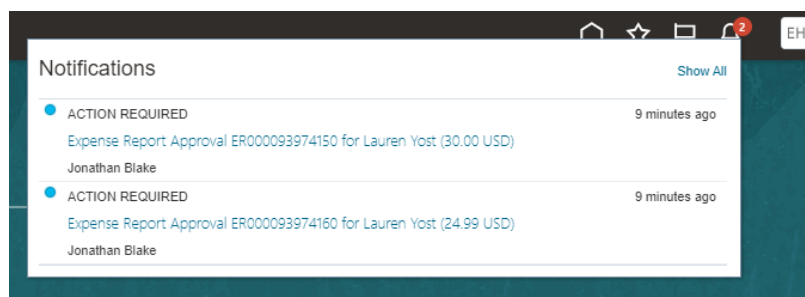 2
EH
Notifications
Show All
ACTION REQUIRED
9 minutes ago
Expense Report Approval ER000093974150 for Lauren Yost (30.00 USD)
Jonathan Blake
ACTION REQUIRED
9 minutes ago
Expense Report Approval ER000093974160 for Lauren Yost (24.99 USD)
Jonathan Blake